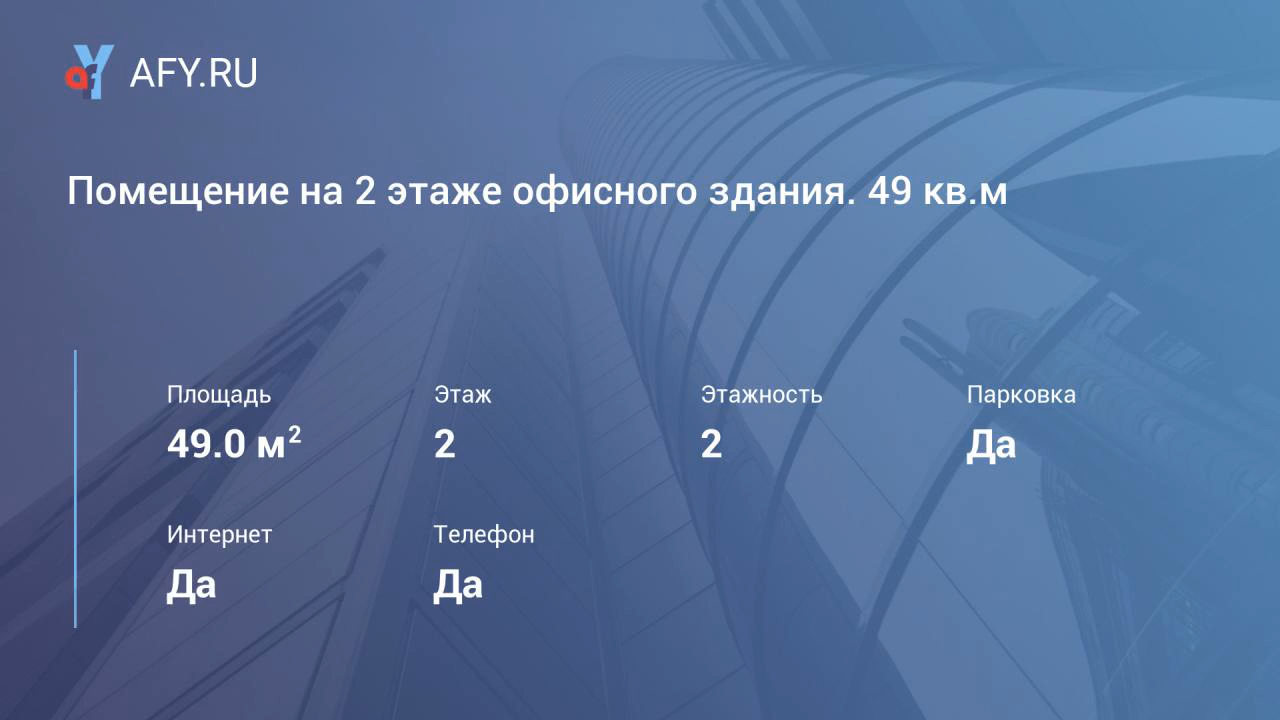 afY AFY.RU
Помещение на 2 этаже офисного здания. 49 кв.м
Площадь Этаж Этажность Парковка
49.0 м² 2 2 Да
Интернет Телефон
Да Да